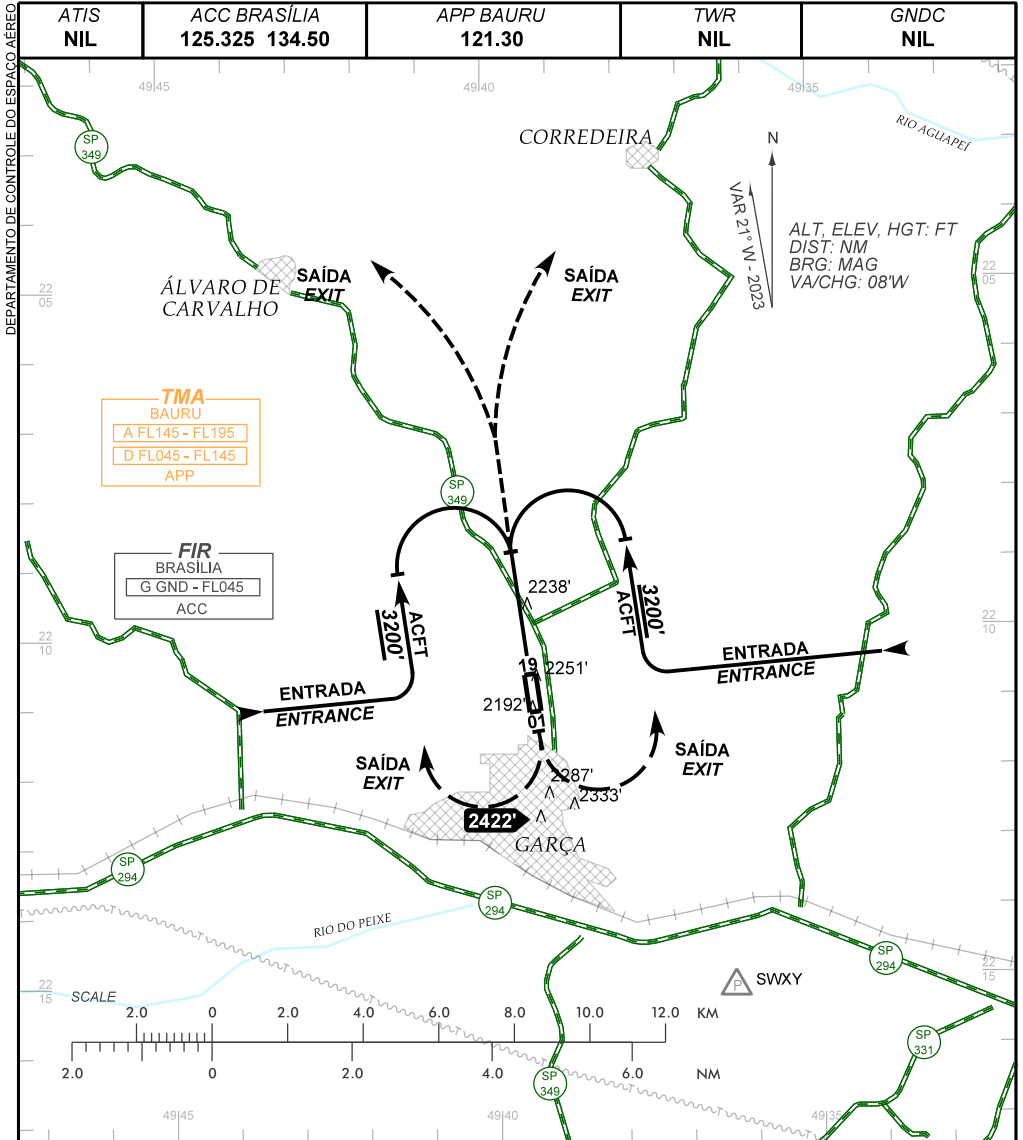 DEPARTAMENTO DE CONTROLE DO ESPAÇO AÉREO
ATIS
NIL
ACC BRASÍLIA
125.325 134.50
APP BAURU
121.30
TWR
NIL
GNDC
NIL
49 45
49 40
49 35
SP
349
CORREDEIRA
RIO AGUAPEÍ
N
VAR 21° W - 2023
ALT, ELEV, HGT: FT
DIST: NM
BRG: MAG
VA/CHG: 08'W
22
05
22
05
ÁLVARO DE
CARVALHO
SAÍDA
EXIT
SAÍDA
EXIT
TMA
BAURU
A FL145 - FL195
D FL045 - FL145
APP
SP
349
FIR
BRASÍLIA
G GND - FL045
ACC
2238'
3200'
ACFT
3200'
ACFT
22
10
22
10
ENTRADA
ENTRANCE
19
2251'
ENTRADA
ENTRANCE
2192'
01
SAÍDA
EXIT
SAÍDA
EXIT
2287'
2333'
2422'
GARÇA
SP
294
SP
294
RIO DO PEIXE
SP
294
22
15
22
15
SWXY
P
SCALE
2.0 0 2.0 4.0 6.0 8.0 10.0 12.0 KM
2.0 0 2.0 4.0 6.0 NM
SP
331
SP
349
49 45
49 40
49 35